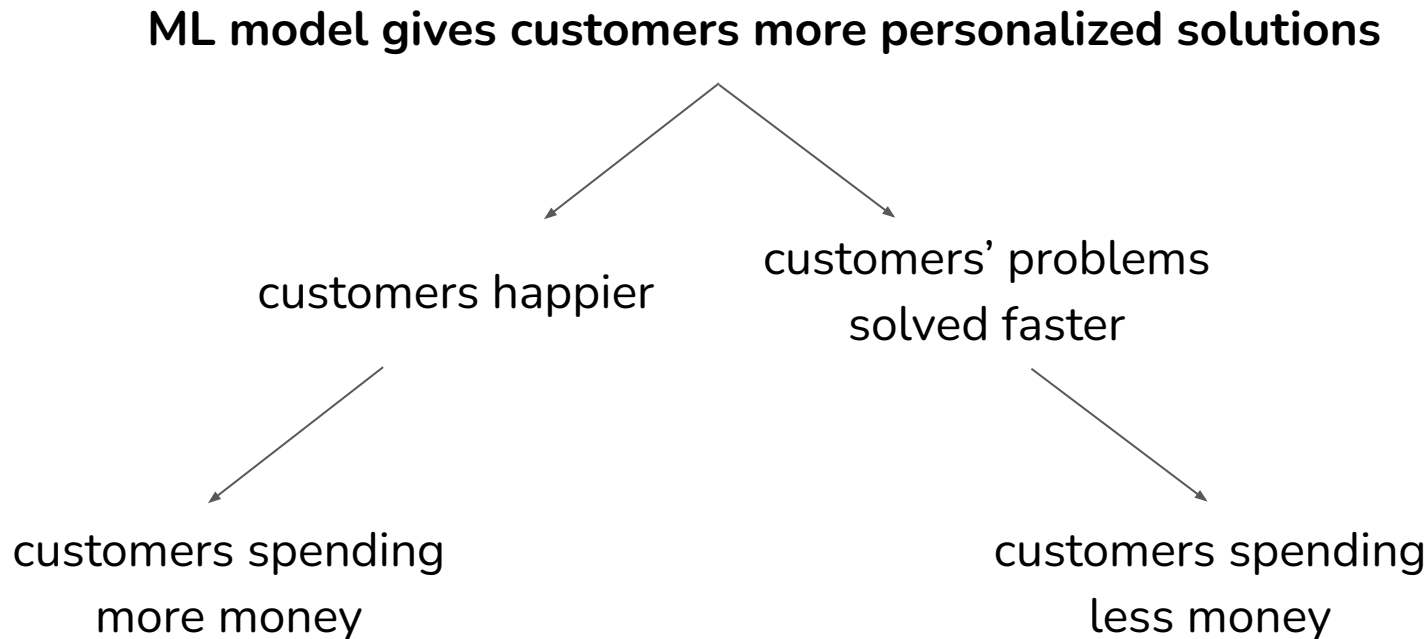 ML model gives customers more personalized solutions
customers happier
customers’ problems
solved faster
customers spending
more money
customers spending
less money